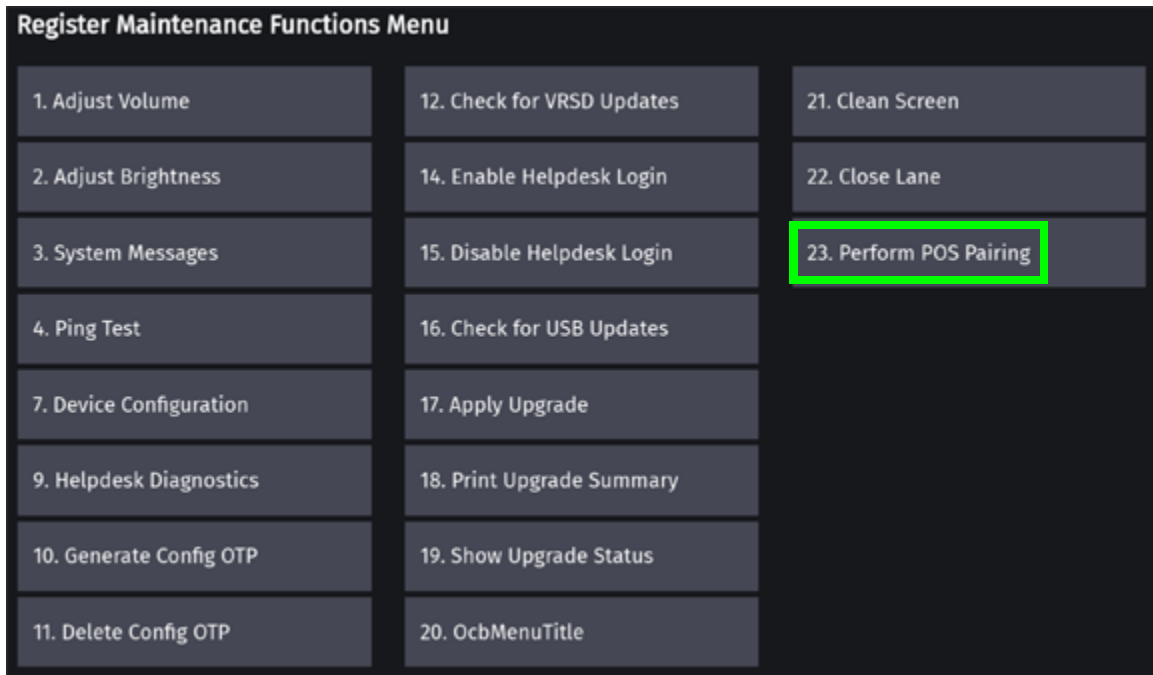 Register Maintenance Functions Menu
1. Adjust Volume
2. Adjust Brightness
3. System Messages
4. Ping Test
7. Device Configuration
9. Helpdesk Diagnostics
10. Generate Config OTP
11. Delete Config OTP
12. Check for VRSD Updates
14. Enable Helpdesk Login
15. Disable Helpdesk Login
16. Check for USB Updates
17. Apply Upgrade
18. Print Upgrade Summary
19. Show Upgrade Status
20. OcbMenuTitle
21. Clean Screen
22. Close Lane
23. Perform POS Pairing